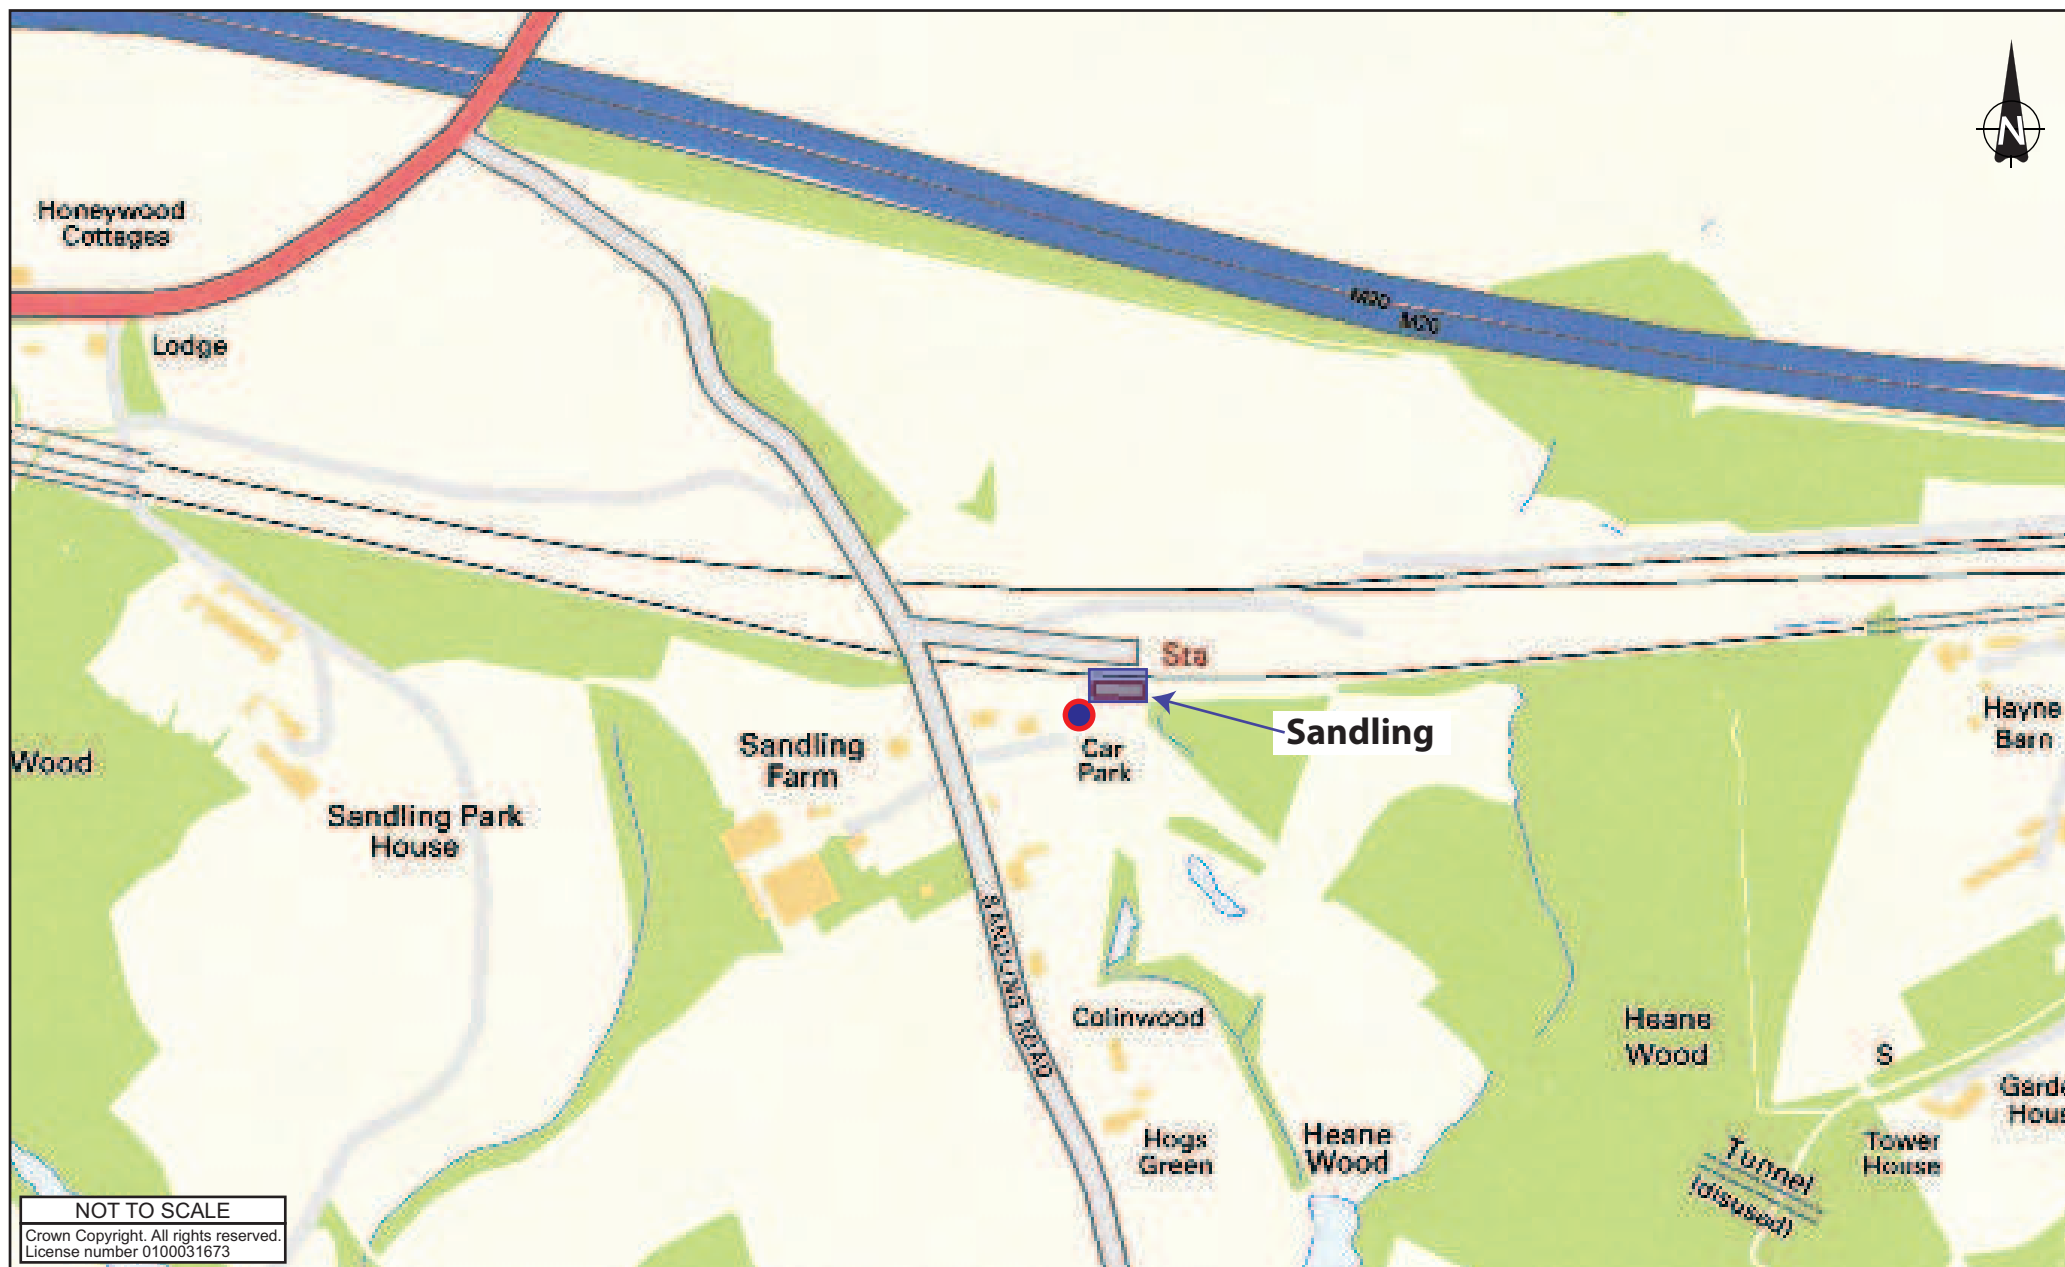 N
Honeywood
Cottages
Lodge
M20
M20
Sta
Sandling
Car
Park
Sandling
Farm
Hayne
Barn
Wood
Sandling Park
House
SANDLING ROAD
Colinwood
Heane
Wood
S
Garde
Hous
Hogs
Green
Heane
Wood
Tower
House
Tunnel
(disused)
NOT TO SCALE
Crown Copyright. All rights reserved.
License number 0100031673